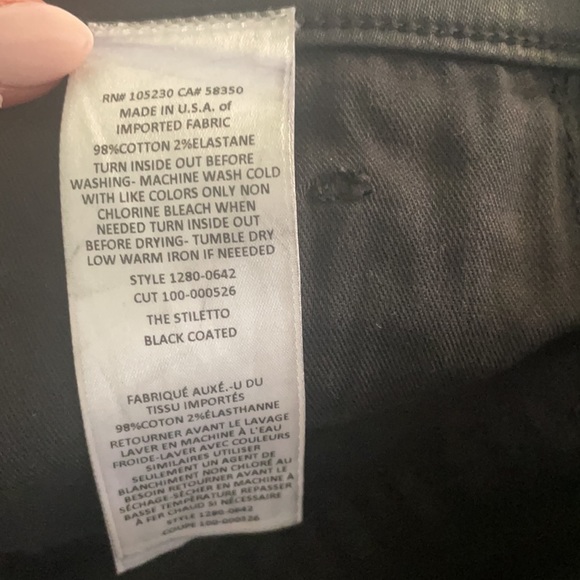 RN# 105230 CA# 58350
MADE IN U.S.A. of
IMPORTED FABRIC
98%COTTON 2%ELASTANE
TURN INSIDE OUT BEFORE
WASHING- MACHINE WASH COLD
WITH LIKE COLORS ONLY NON
CHLORINE BLEACH WHEN
NEEDED TURN INSIDE OUT
BEFORE DRYING- TUMBLE DRY
LOW WARM IRON IF NEEEDED
STYLE 1280-0642
CUT 100-000526
THE STILETTO
BLACK COATED
FABRIQUÉ AUXÉ.-U DU
TISSU IMPORTÉS
98%COTON 2%ÉLASTHANNE
RETOURNER AVANT LE LAVAGE
LAVER EN MACHINE À L'EAU
FROIDE-LAVER AVEC COULEURS
SIMILAIRES UTILISER
SEULEMENT UN AGENT DE
BLANCHIMENT NON CHLORÉ AU
BESOIN RETOURNER AVANT LE
SÉCHAGE-SÉCHER EN MACHINE À
BASSE TEMPÉRATURE REPASSER
À FER CHAUD SI NÉCESSAIRE
STYLE 1280-0642
COUPE 100-000526